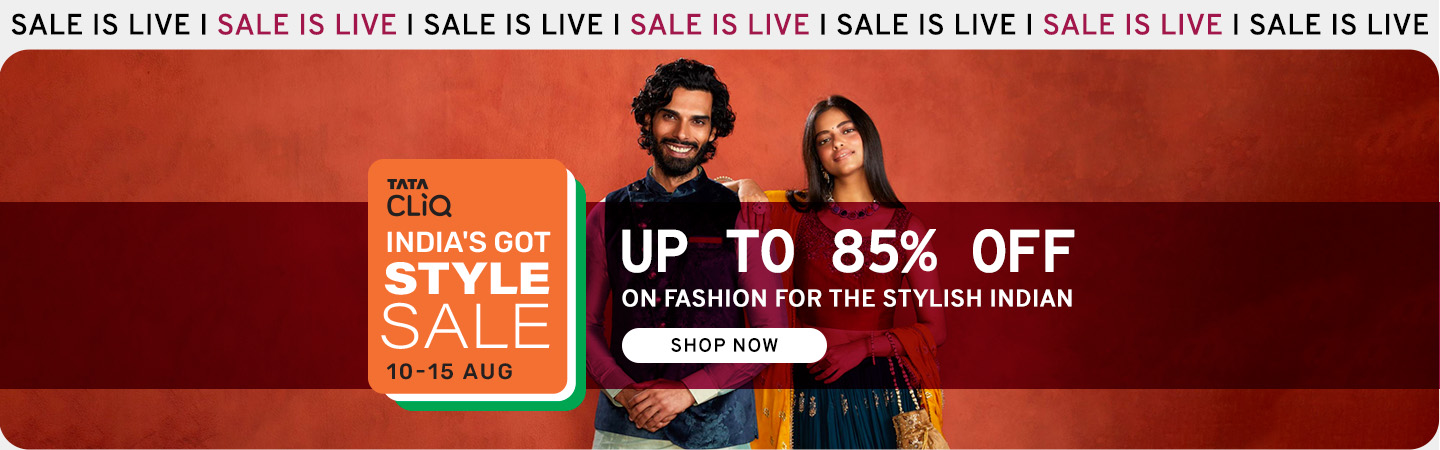 SALE IS LIVE I SALE IS LIVE I SALE IS LIVE I SALE IS LIVE I SALE IS LIVE I SALE IS LIVE I SALE IS LIVE
TATA
CLiQ
INDIA'S GOT
STYLE
SALE
10-15 AUG
UP TO 85% OFF
ON FASHION FOR THE STYLISH INDIAN
SHOP NOW